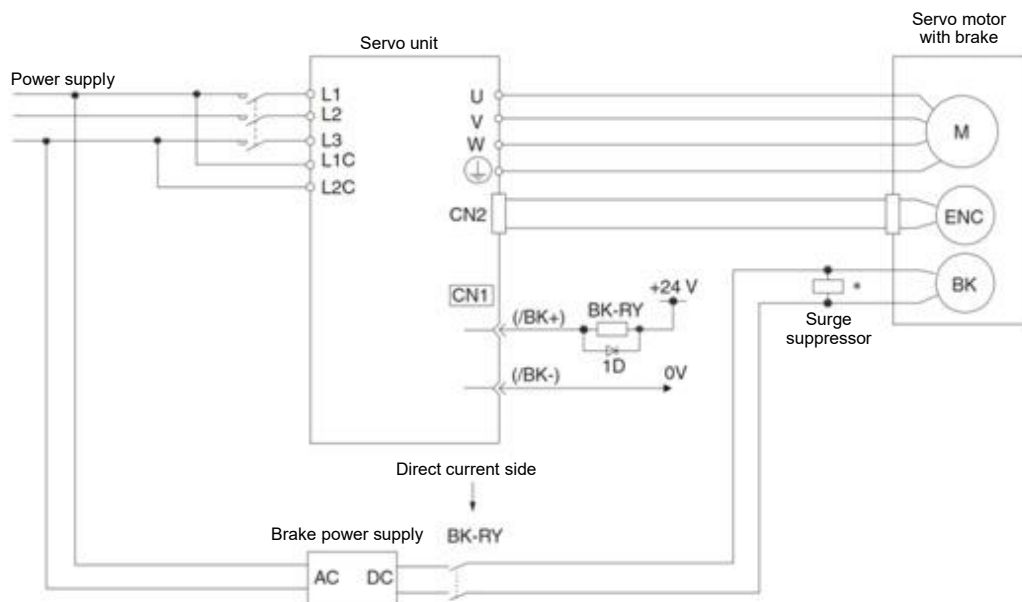 Servo motor
with brake
Servo unit
Power supply
L1
L2
L3
L1C
L2C
U
V
W
M
CN2
ENC
CN1
BK
+24 V
(/BK+)
BK-RY
1D
*
Surge
suppressor
(/BK-)
0V
Direct current side
Brake power supply
BK-RY
AC
DC